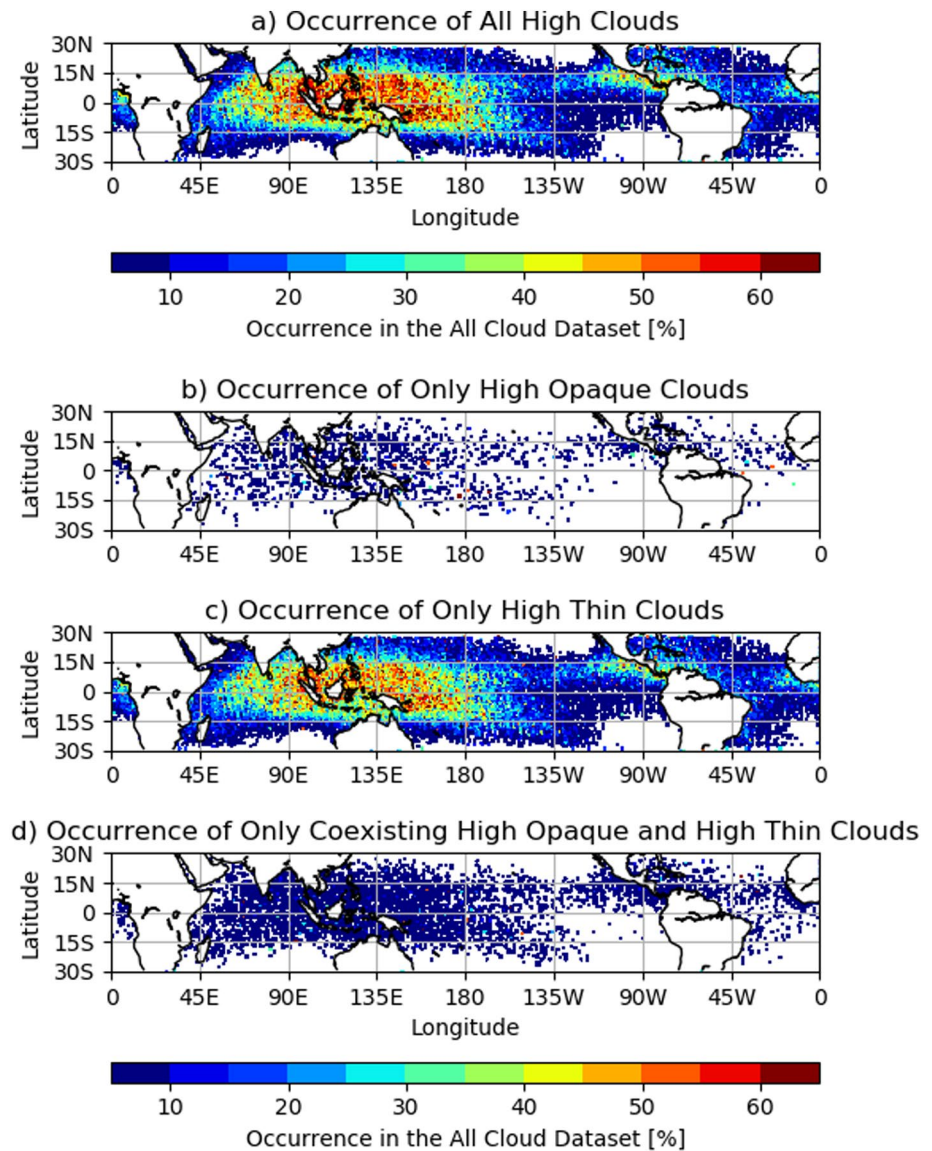 a) Occurrence of All High Clouds
30N
15N
0
15S
30S
Latitude
0 45E 90E 135E 180 135W 90W 45W 0
Longitude
10 20 30 40 50 60
Occurrence in the All Cloud Dataset [%]
b) Occurrence of Only High Opaque Clouds
30N
15N
0
15S
30S
Latitude
0 45E 90E 135E 180 135W 90W 45W 0
c) Occurrence of Only High Thin Clouds
30N
15N
0
15S
30S
Latitude
0 45E 90E 135E 180 135W 90W 45W 0
d) Occurrence of Only Coexisting High Opaque and High Thin Clouds
30N
15N
0
15S
30S
Latitude
0 45E 90E 135E 180 135W 90W 45W 0
Longitude
10 20 30 40 50 60
Occurrence in the All Cloud Dataset [%]